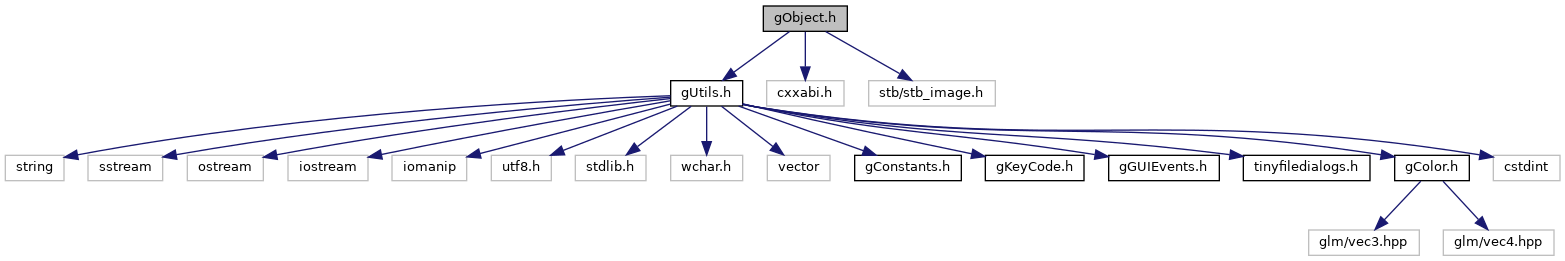 gObject.h
gUtils.h
cxxabi.h
stb/stb_image.h
string
sstream
ostream
iostream
iomanip
utf8.h
stdlib.h
wchar.h
vector
gConstants.h
gKeyCode.h
gGUIEvents.h
tinyfiledialogs.h
gColor.h
cstdint
glm/vec3.hpp
glm/vec4.hpp